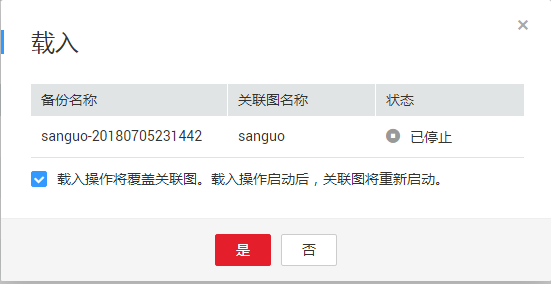 载入
备份名称 关联图名称 状态
sanguo-20180705231442 sanguo 已停止
载入操作将覆盖关联图。载入操作启动后，关联图将重新启动。
是 否